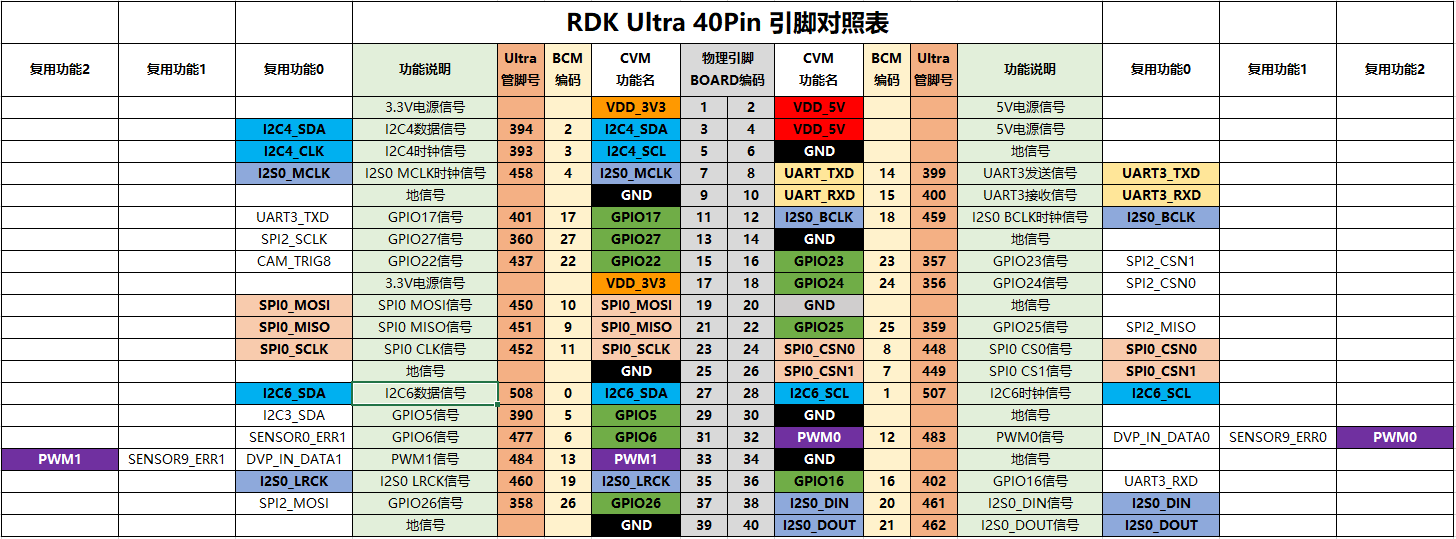 RDK Ultra 40Pin 引脚对照表
复用功能2 复用功能1 复用功能0 功能说明 Ultra 管脚号 BCM 编码 CVM 功能名 物理引脚 BOARD编码 CVM 功能名 BCM 编码 Ultra 管脚号 功能说明 复用功能0 复用功能1 复用功能2
3.3V电源信号 VDD_3V3 1 2 VDD_5V 5V电源信号
I2C4_SDA I2C4数据信号 394 2 I2C4_SDA 3 4 VDD_5V 5V电源信号
I2C4_CLK I2C4时钟信号 393 3 I2C4_SCL 5 6 GND 地信号
I2S0_MCLK I2S0 MCLK时钟信号 458 4 I2S0_MCLK 7 8 UART_TXD 14 399 UART3发送信号 UART3_TXD
地信号 GND 9 10 UART_RXD 15 400 UART3接收信号 UART3_RXD
UART3_TXD GPIO17信号 401 17 GPIO17 11 12 I2S0_BCLK 18 459 I2S0 BCLK时钟信号 I2S0_BCLK
SPI2_SCLK GPIO27信号 360 27 GPIO27 13 14 GND 地信号
CAM_TRIG8 GPIO22信号 437 22 GPIO22 15 16 GPIO23 23 357 GPIO23信号 SPI2_CSN1
3.3V电源信号 VDD_3V3 17 18 GPIO24 24 356 GPIO24信号 SPI2_CSN0
SPI0_MOSI SPI0 MOSI信号 450 10 SPI0_MOSI 19 20 GND 地信号
SPI0_MISO SPI0 MISO信号 451 9 SPI0_MISO 21 22 GPIO25 25 359 GPIO25信号 SPI2_MISO
SPI0_SCLK SPI0 CLK信号 452 11 SPI0_SCLK 23 24 SPI0_CSN0 8 448 SPI0 CS0信号 SPI0_CSN0
地信号 GND 25 26 SPI0_CSN1 7 449 SPI0 CS1信号 SPI0_CSN1
I2C6_SDA I2C6数据信号 508 0 I2C6_SDA 27 28 I2C6_SCL 1 507 I2C6时钟信号 I2C6_SCL
I2C3_SDA GPIO5信号 390 5 GPIO5 29 30 GND 地信号
SENSOR0_ERR1 GPIO6信号 477 6 GPIO6 31 32 PWM0 12 483 PWM0信号 DVP_IN_DATA0 SENSOR9_ERR0 PWM0
PWM1 SENSOR9_ERR1 DVP_IN_DATA1 PWM1信号 484 13 PWM1 33 34 GND 地信号
I2S0_LRCK I2S0 LRCK信号 460 19 I2S0_LRCK 35 36 GPIO16 16 402 GPIO16信号 UART3_RXD
SPI2_MOSI GPIO26信号 358 26 GPIO26 37 38 I2S0_DIN 20 461 I2S0_DIN信号 I2S0_DIN
地信号 GND 39 40 I2S0_DOUT 21 462 I2S0_DOUT信号 I2S0_DOUT